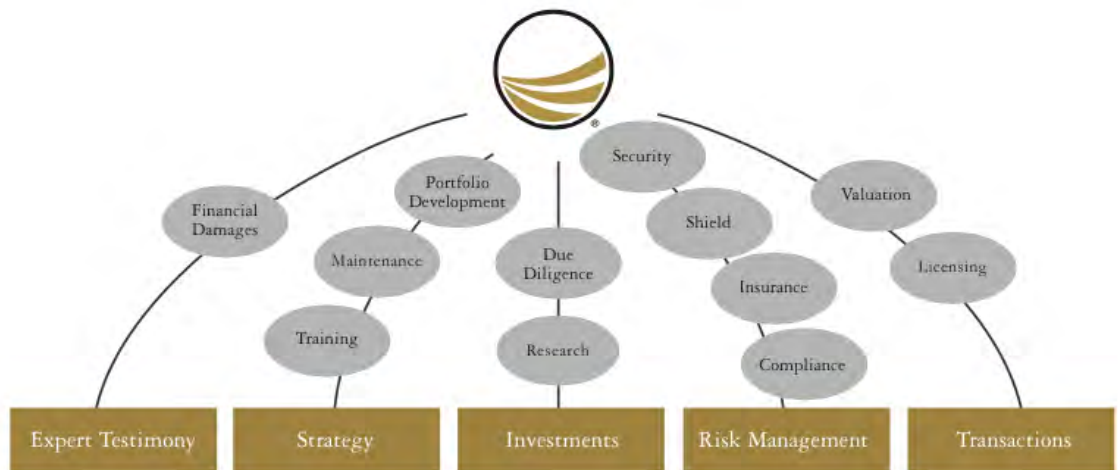 ®
Security
Portfolio
Development
Valuation
Financial
Damages
Shield
Maintenance
Due
Diligence
Licensing
Insurance
Training
Research
Compliance
Expert Testimony
Strategy
Investments
Risk Management
Transactions